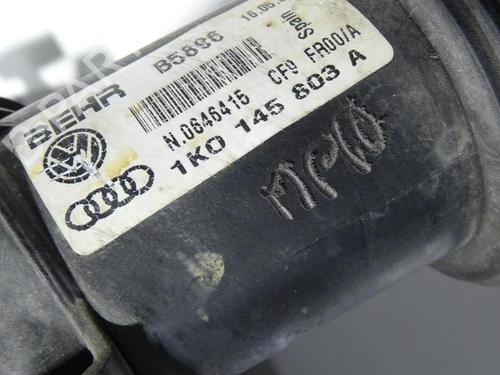 BEHR B5896 16.05.
Spain
N 0646415 CF9 FR00/A
1K0 145 803 A